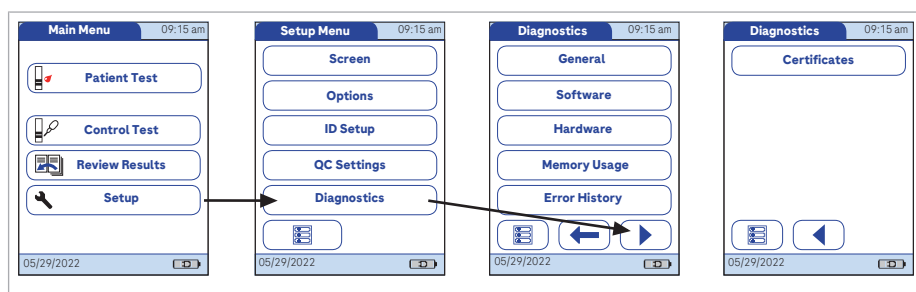 Main Menu 09:15 am
Patient Test
Control Test
Review Results
Setup
05/29/2022
Setup Menu 09:15 am
Screen
Options
ID Setup
QC Settings
Diagnostics
05/29/2022
Diagnostics 09:15 am
General
Software
Hardware
Memory Usage
Error History
05/29/2022
Diagnostics 09:15 am
Certificates
05/29/2022